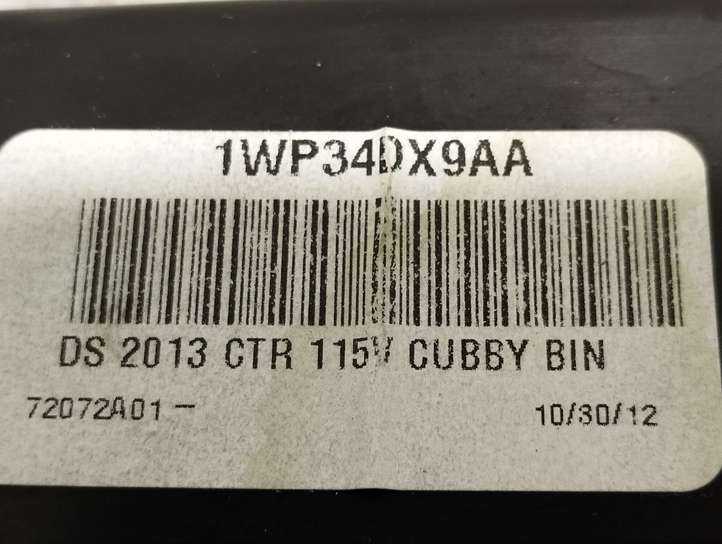 1WP34DX9AA
DS 2013 CTR 115V CUBBY BIN
72072A01 -
10/30/12